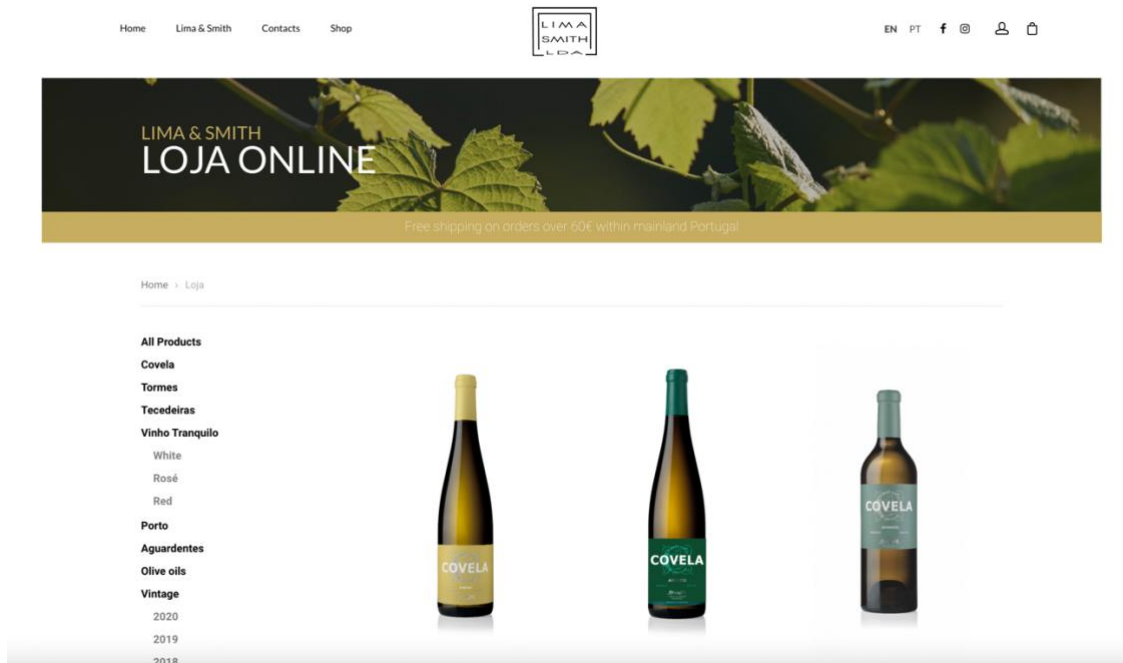 Home Lima & Smith Contacts Shop
LIMA
SMITH
LDA
EN PT
LIMA & SMITH
LOJA ONLINE
Free shipping on orders over 60€ within mainland Portugal
Home › Loja
All Products
Covela
Tormes
Tecedeiras
Vinho Tranquilo
White
Rosé
Red
Porto
Aguardentes
Olive oils
Vintage
2020
2019
2018
COVELA
COVELA
COVELA